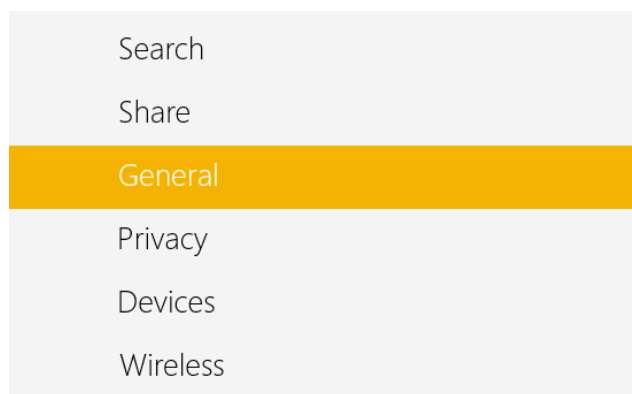 Search
Share
General
Privacy
Devices
Wireless